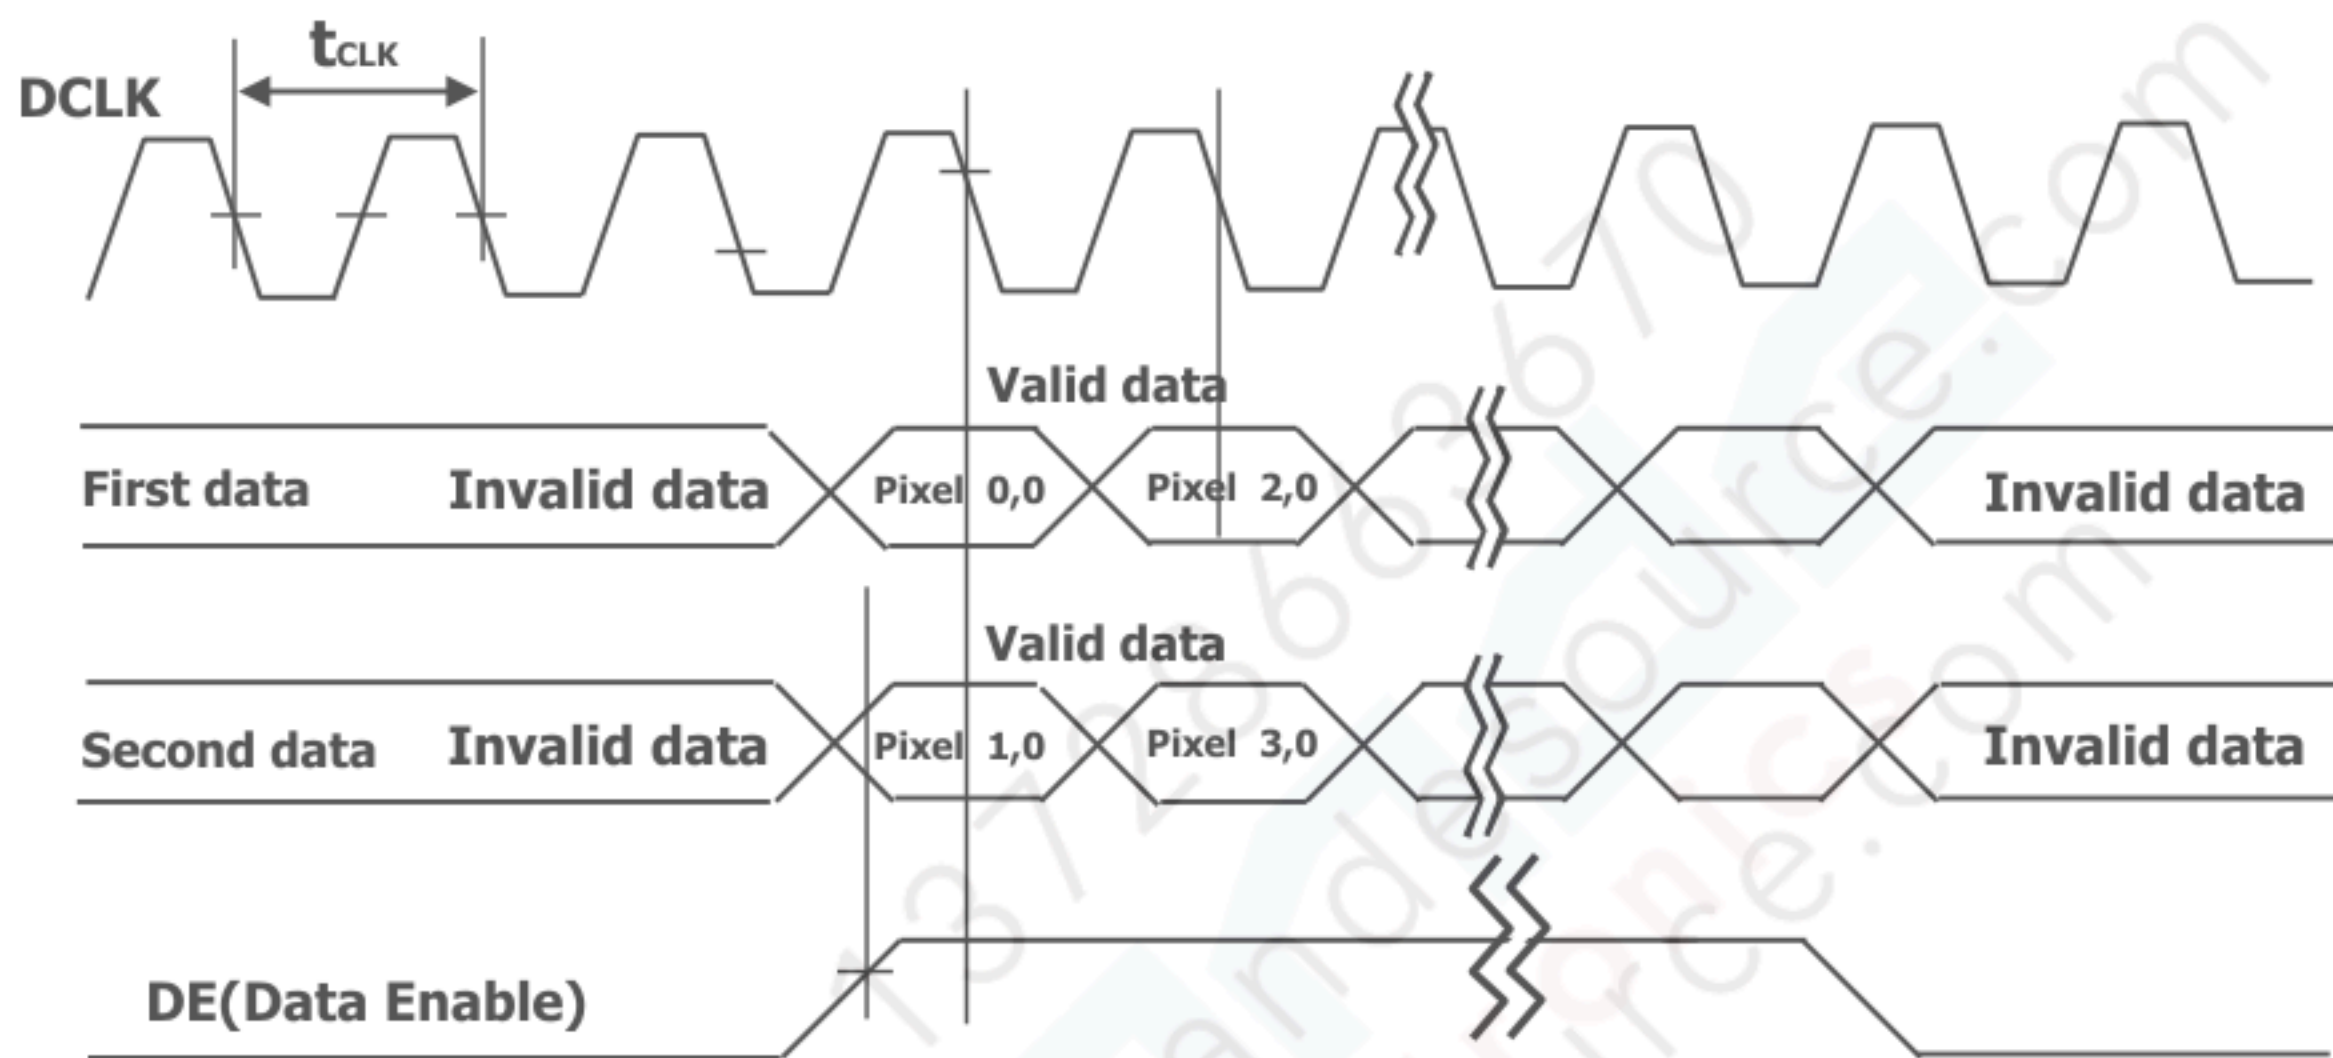 tCLK
DCLK
Valid data
First data Invalid data Pixel 0,0 Pixel 2,0 Invalid data
Valid data
Second data Invalid data Pixel 1,0 Pixel 3,0 Invalid data
DE(Data Enable)
13728663670